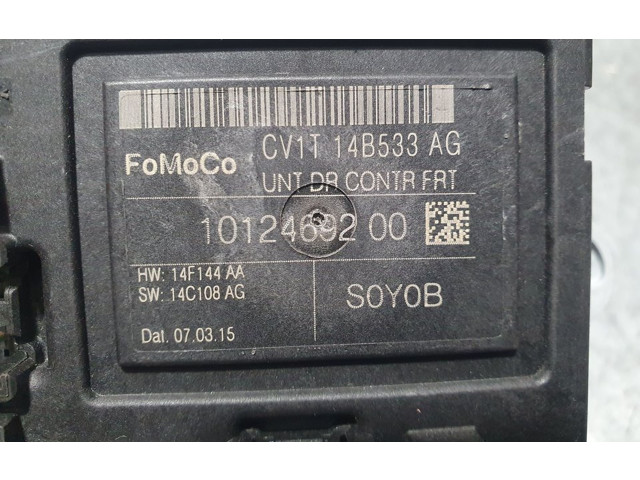 FoMoCo CV1T 14B533 AG
UNT DR CONTR FRT
10124692 00
HW: 14F144 AA
SW: 14C108 AG
S0Y0B
Dat. 07.03.15